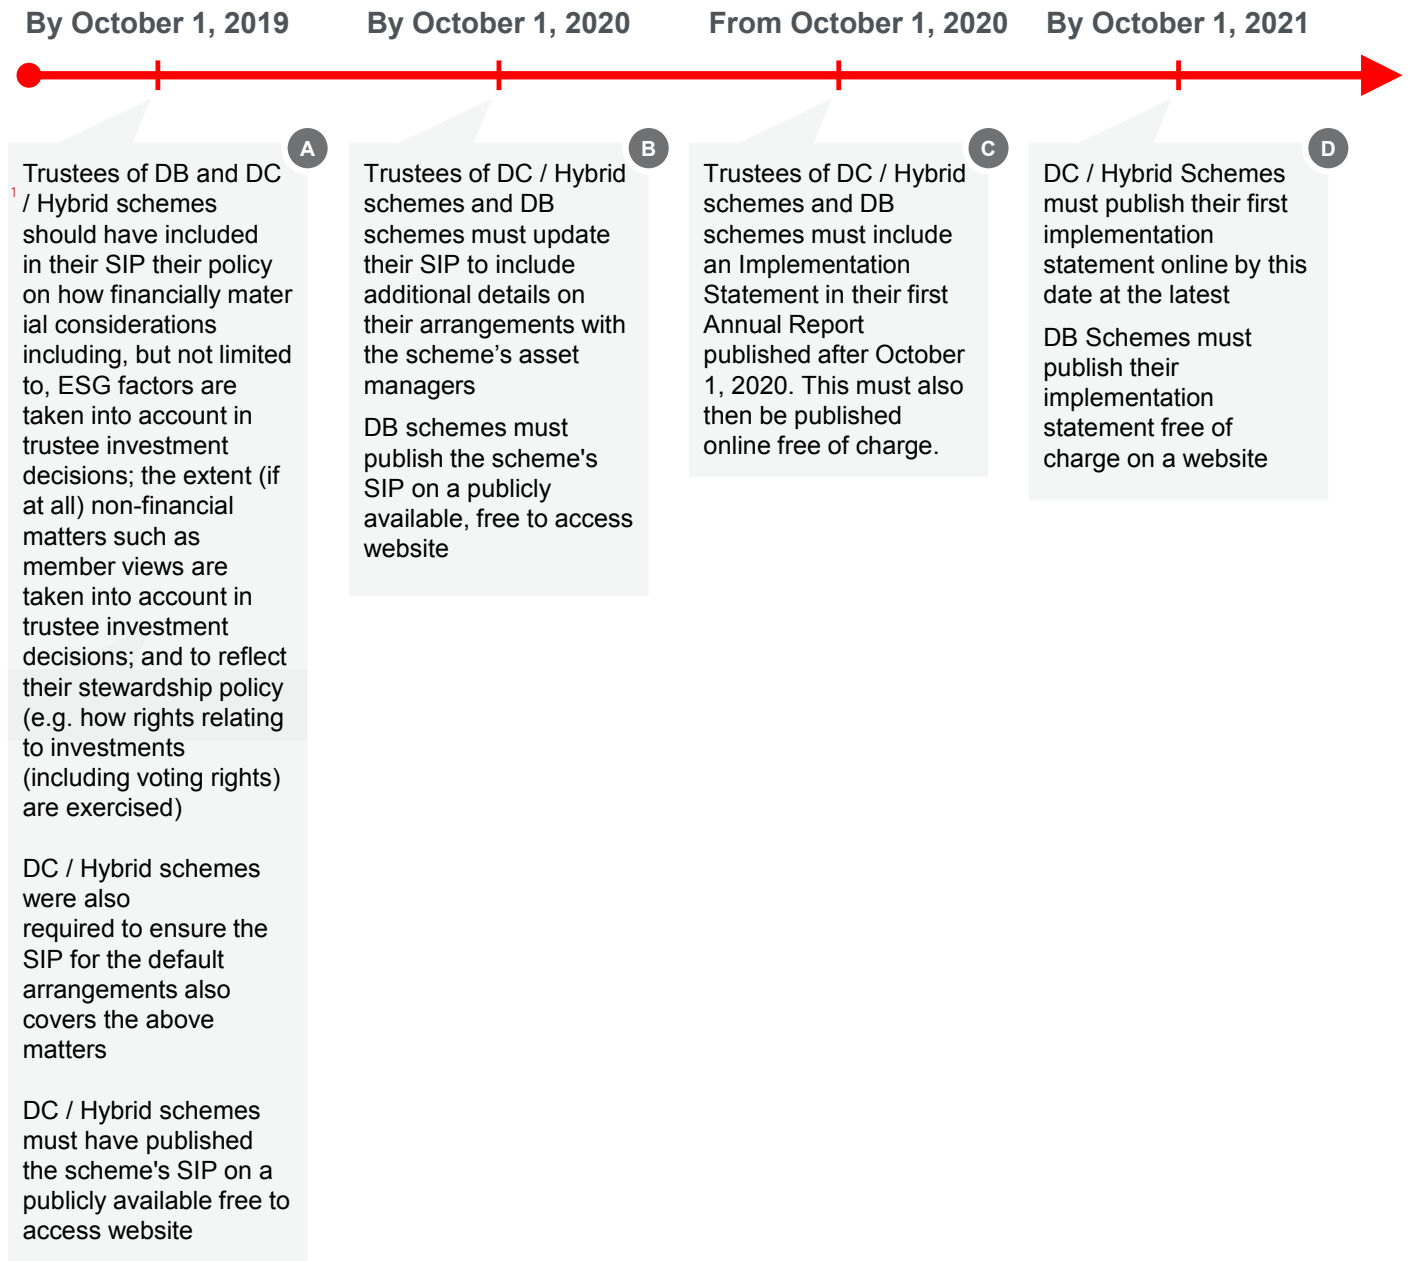 By October 1, 2019
By October 1, 2020
From October 1, 2020
By October 1, 2021
A
Trustees of DB and DC
1
/ Hybrid schemes
should have included
in their SIP their policy
on how financially mater
ial considerations
including, but not limited
to, ESG factors are
taken into account in
trustee investment
decisions; the extent (if
at all) non-financial
matters such as
member views are
taken into account in
trustee investment
decisions; and to reflect
their stewardship policy
(e.g. how rights relating
to investments
(including voting rights)
are exercised)
DC / Hybrid schemes
were also
required to ensure the
SIP for the default
arrangements also
covers the above
matters
DC / Hybrid schemes
must have published
the scheme's SIP on a
publicly available free to
access website
B
Trustees of DC / Hybrid
schemes and DB
schemes must update
their SIP to include
additional details on
their arrangements with
the scheme’s asset
managers
DB schemes must
publish the scheme's
SIP on a publicly
available, free to access
website
C
Trustees of DC / Hybrid
schemes and DB
schemes must include
an Implementation
Statement in their first
Annual Report
published after October
1, 2020. This must also
then be published
online free of charge.
D
DC / Hybrid Schemes
must publish their first
implementation
statement online by this
date at the latest
DB Schemes must
publish their
implementation
statement free of
charge on a website